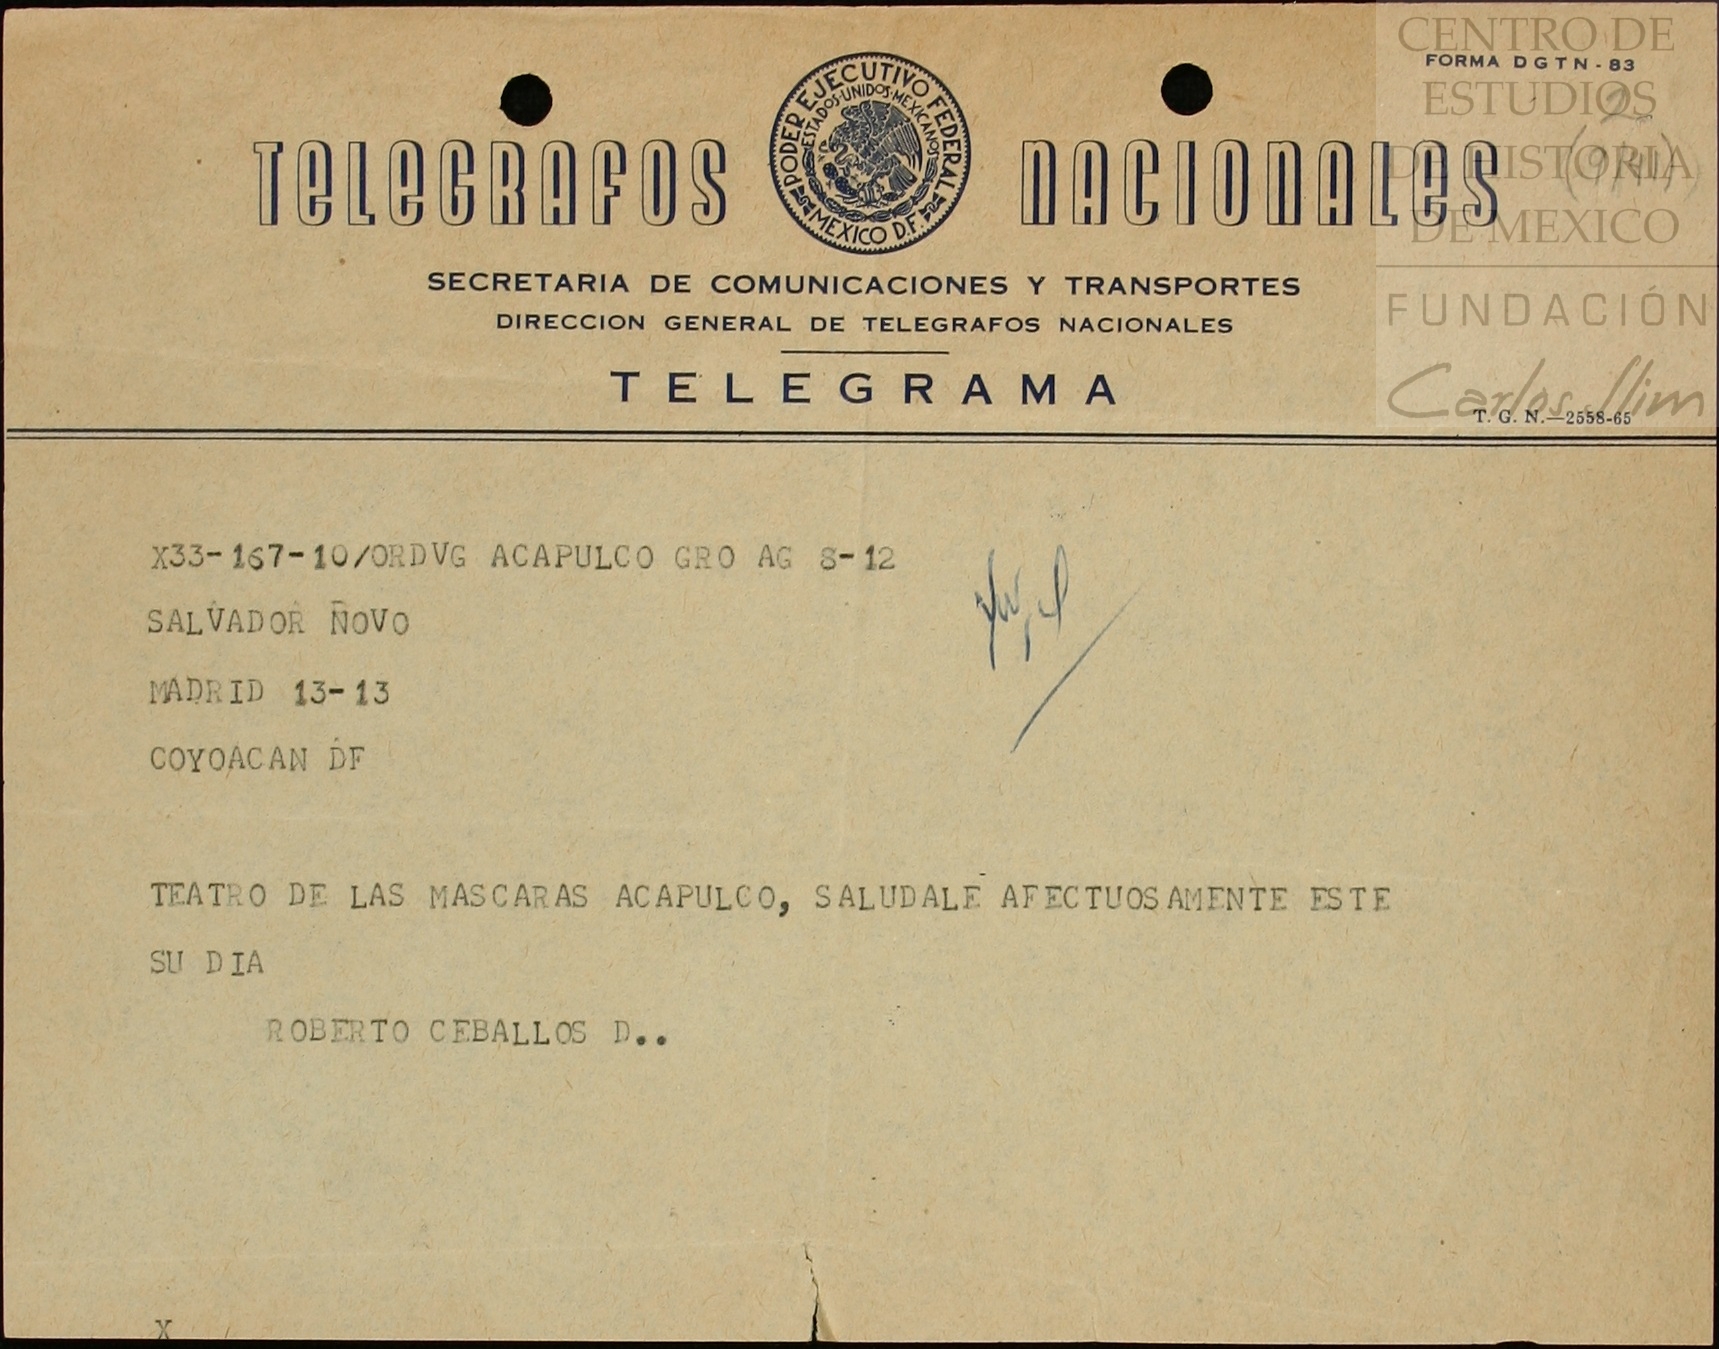 CENTRO DE
FORMA DGTN-83
ESTUDIOS
DE HISTORIA
DE MEXICO
FUNDACIÓN
Carlos Slim
T. G. N.—2558-65
TELEGRAFOS NACIONALES
PODER EJECUTIVO FEDERAL
ESTADOS·UNIDOS·MEXICANOS
MEXICO D.F.
SECRETARIA DE COMUNICACIONES Y TRANSPORTES
DIRECCION GENERAL DE TELEGRAFOS NACIONALES
TELEGRAMA
X33-167-10/ORDVG ACAPULCO GRO AG 8-12
SALVADOR NOVO
MADRID 13-13
COYOACAN DF
TEATRO DE LAS MASCARAS ACAPULCO, SALUDALE AFECTUOSAMENTE ESTE
SU DIA
ROBERTO CEBALLOS D..
X